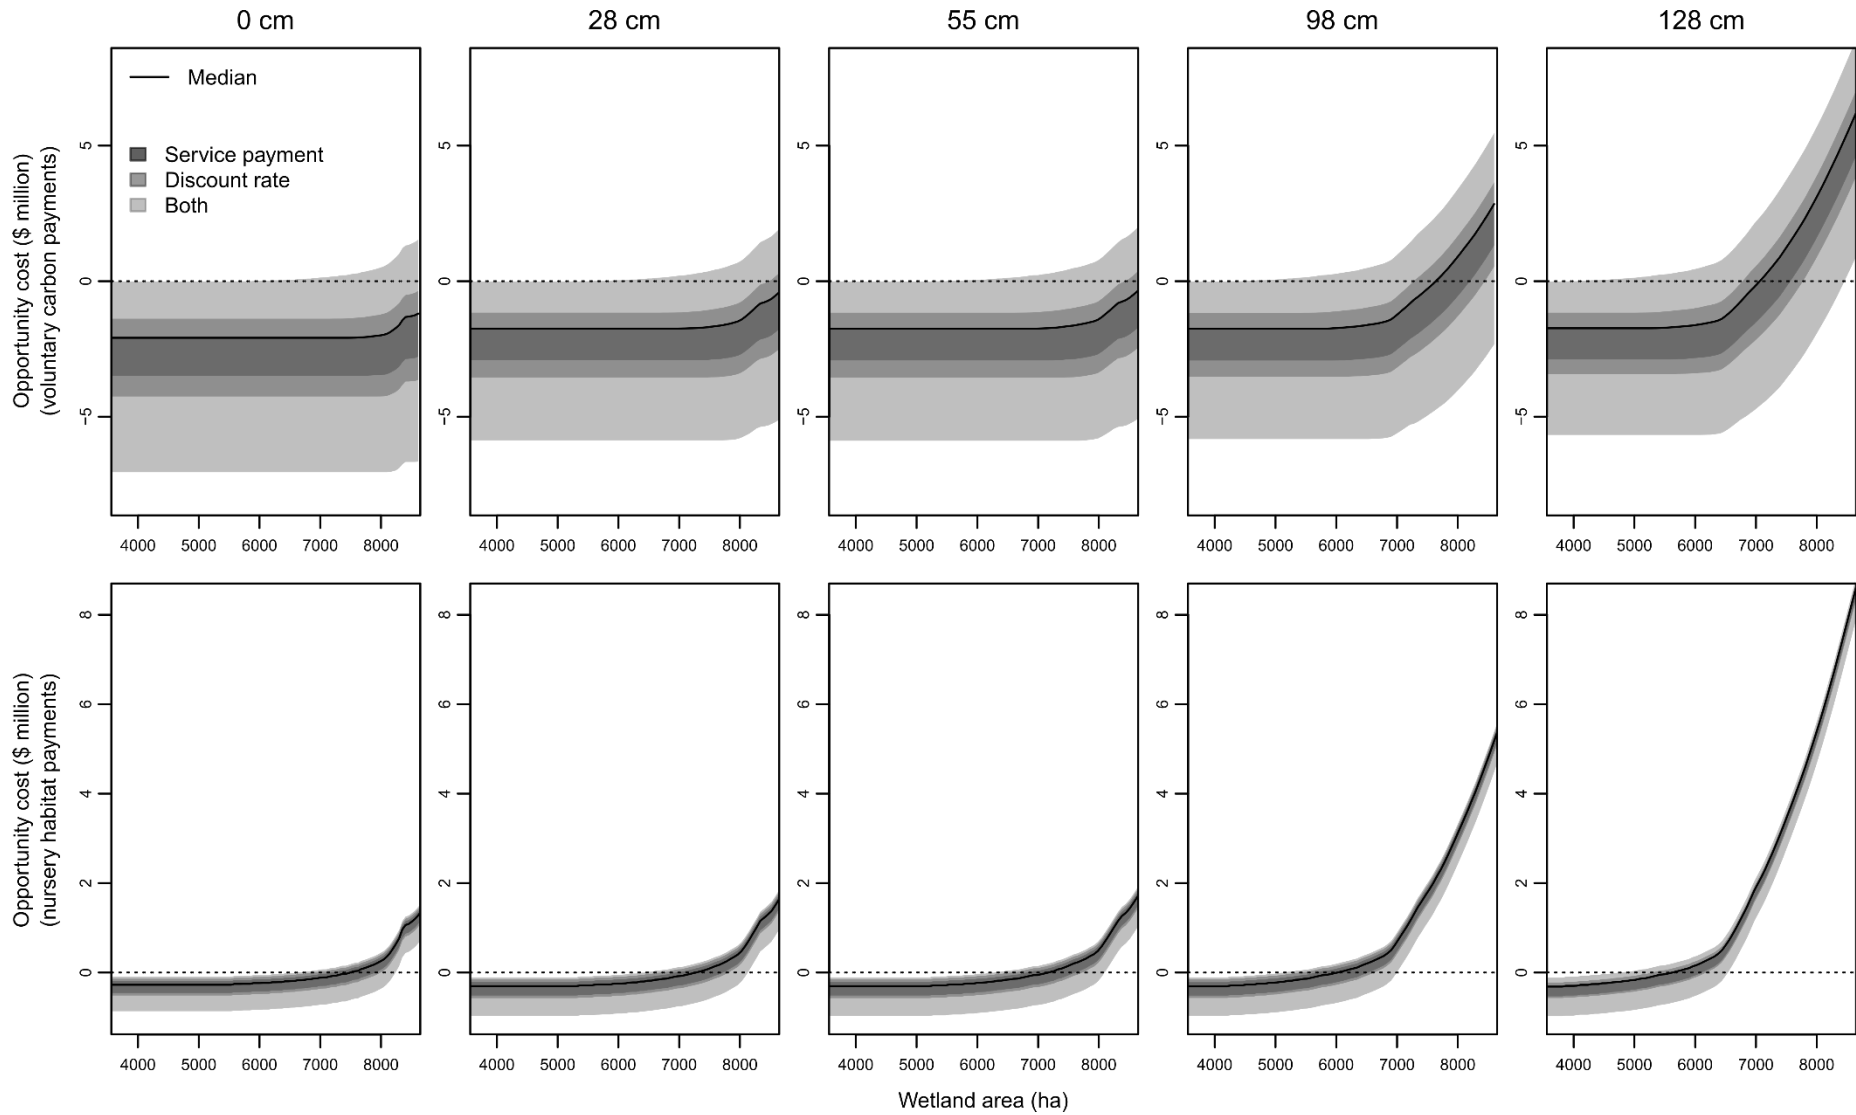 0 cm
28 cm
55 cm
98 cm
128 cm
Median
Service payment
Discount rate
Both
Opportunity cost ($ million)
(voluntary carbon payments)
5
0
−5
5
0
−5
5
0
−5
5
0
−5
5
0
−5
4000 5000 6000 7000 8000
4000 5000 6000 7000 8000
4000 5000 6000 7000 8000
4000 5000 6000 7000 8000
4000 5000 6000 7000 8000
Opportunity cost ($ million)
(nursery habitat payments)
8
6
4
2
0
8
6
4
2
0
8
6
4
2
0
8
6
4
2
0
8
6
4
2
0
4000 5000 6000 7000 8000
4000 5000 6000 7000 8000
4000 5000 6000 7000 8000
4000 5000 6000 7000 8000
4000 5000 6000 7000 8000
Wetland area (ha)